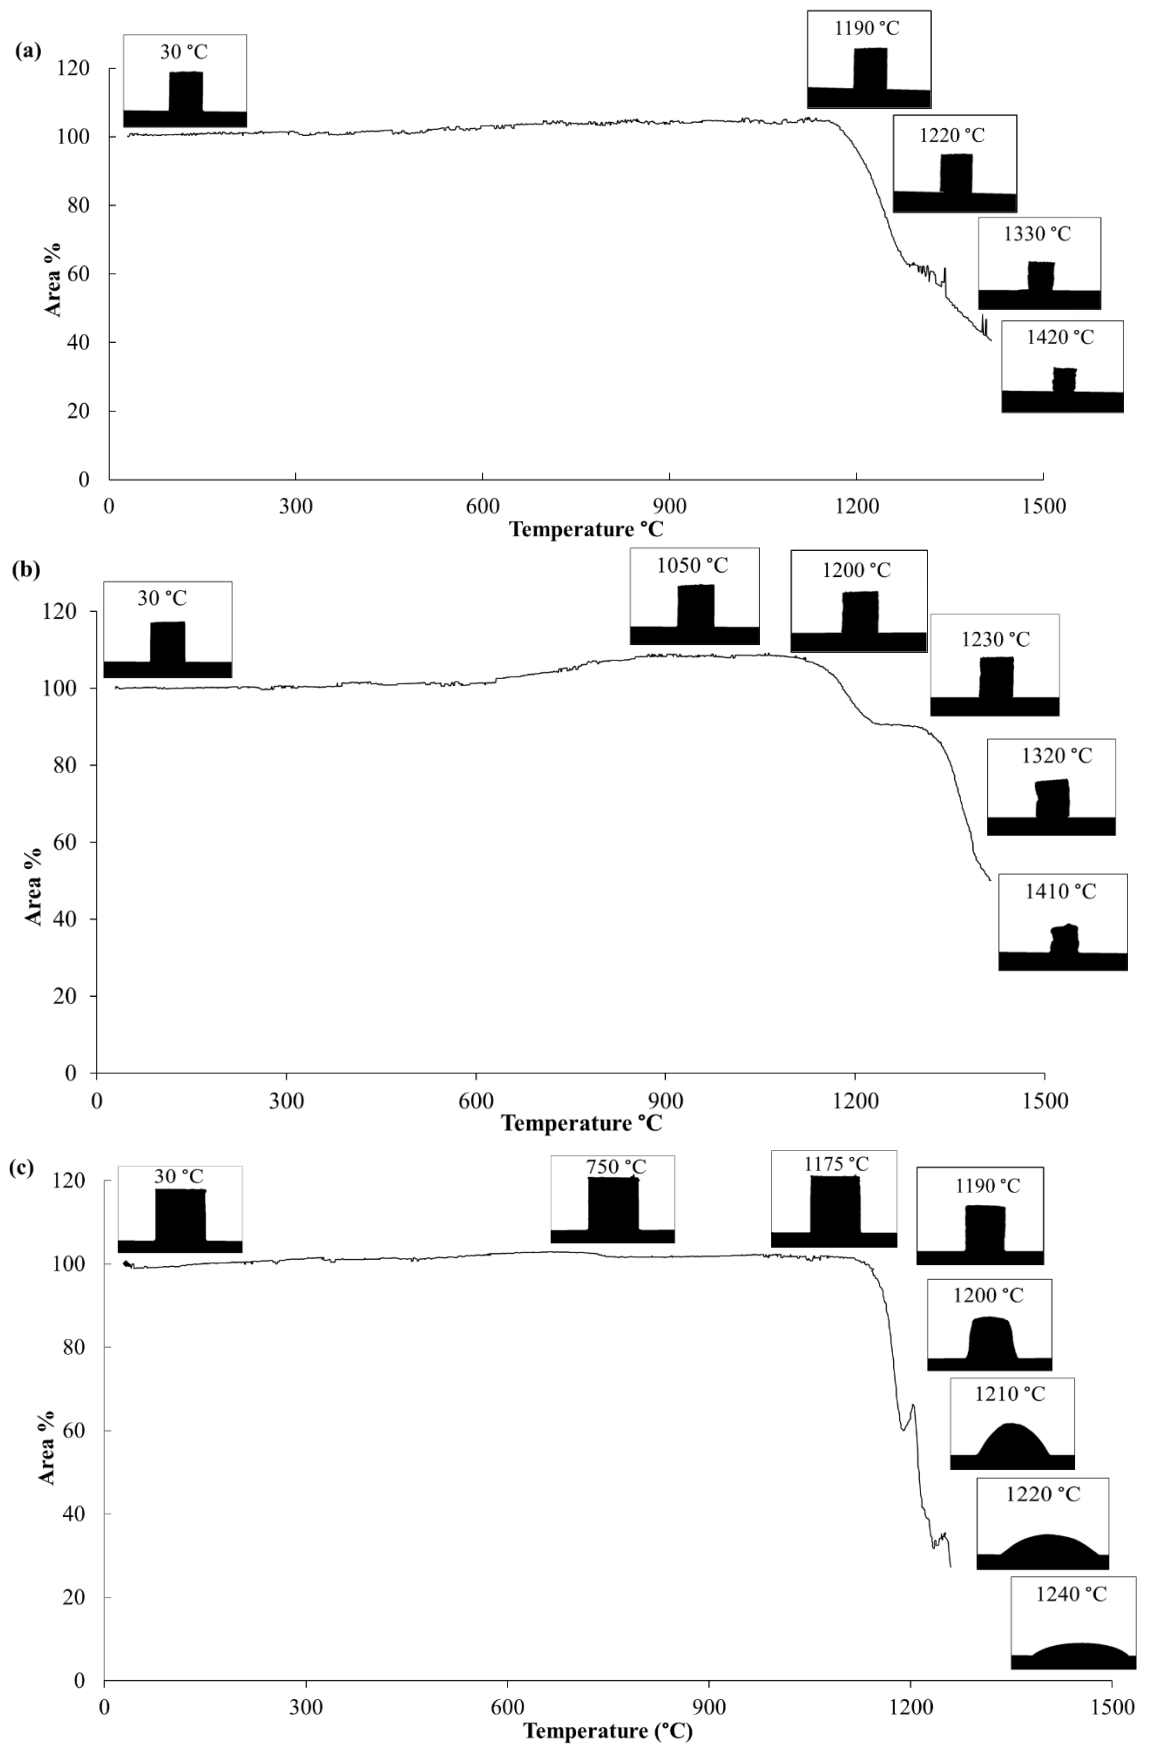 (a)
30 °C
1190 °C
1220 °C
1330 °C
1420 °C
120
100
80
60
40
20
0
Area %
0 300 600 900 1200 1500
Temperature °C
(b)
30 °C
1050 °C
1200 °C
1230 °C
1320 °C
1410 °C
120
100
80
60
40
20
0
Area %
0 300 600 900 1200 1500
Temperature °C
(c)
30 °C
750 °C
1175 °C
1190 °C
1200 °C
1210 °C
1220 °C
1240 °C
120
100
80
60
40
20
0
Area %
0 300 600 900 1200 1500
Temperature (°C)